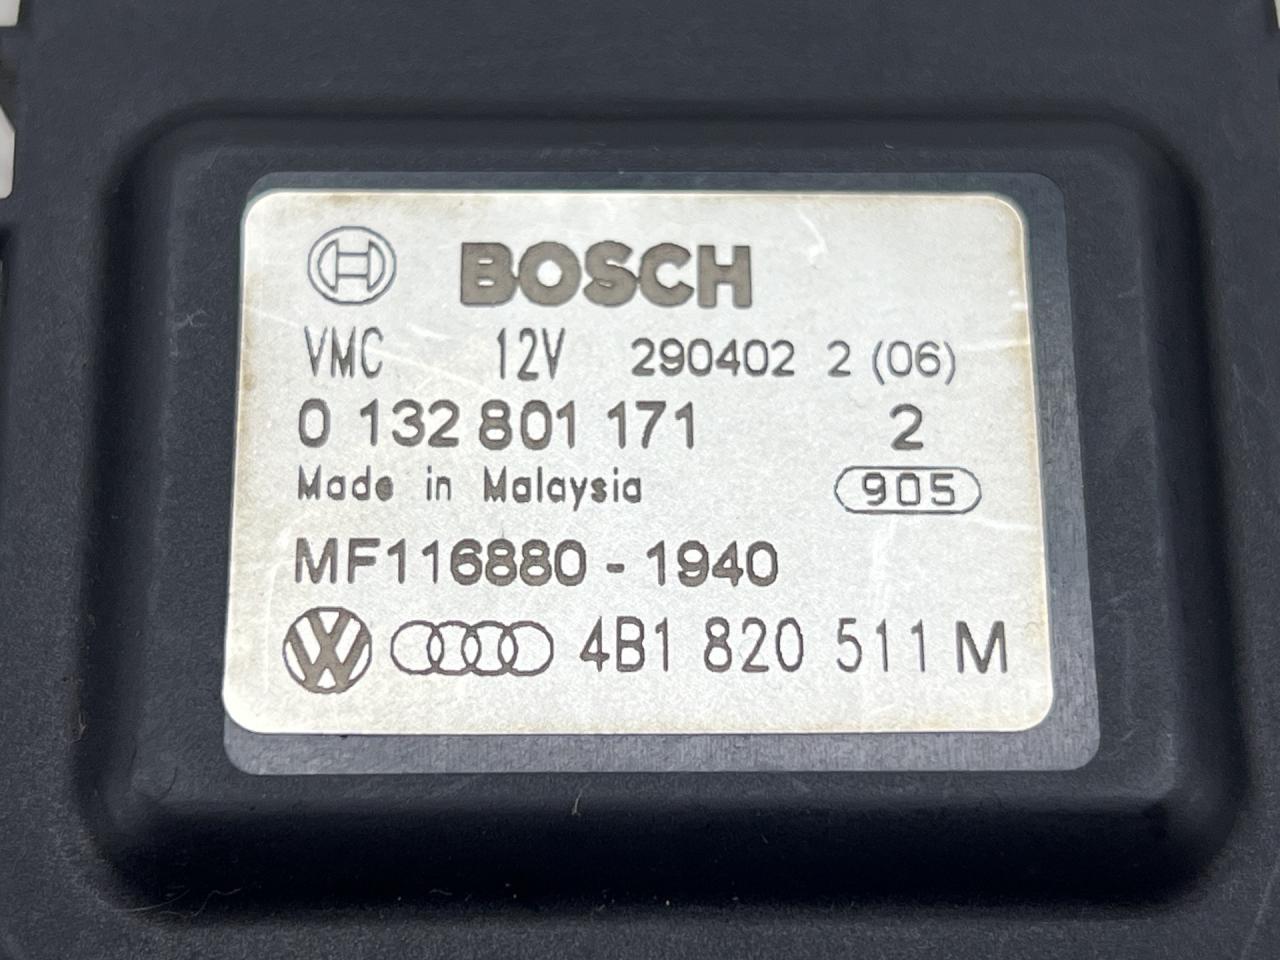 BOSCH
VMC 12V 290402 2 (06)
0 132 801 171 2
Made in Malaysia 905
MF116880 - 1940
4B1 820 511 M